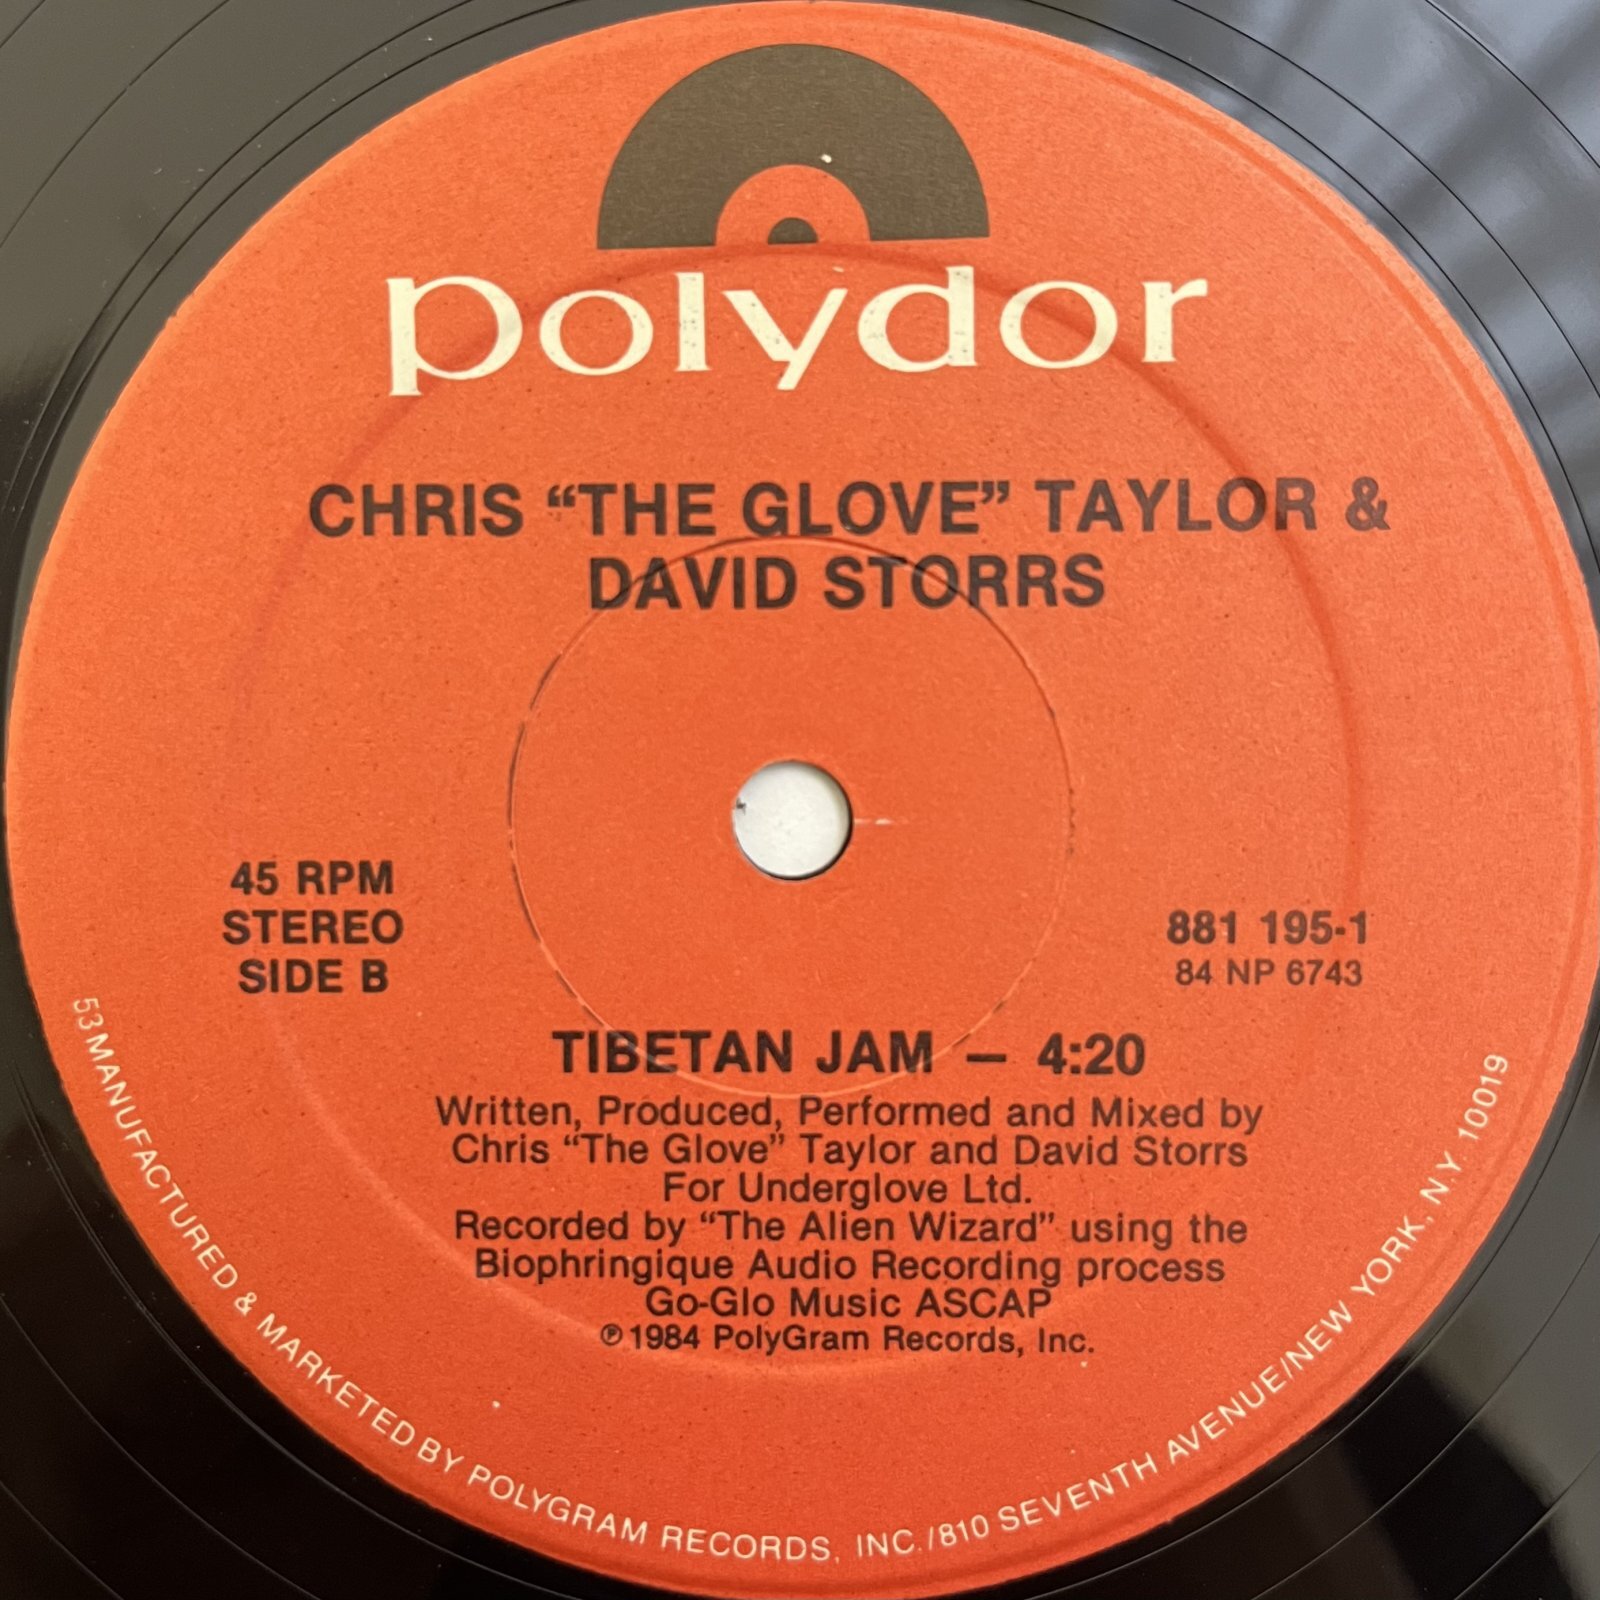 polydor
CHRIS “THE GLOVE” TAYLOR &
DAVID STORRS
45 RPM
STEREO
SIDE B
881 195-1
84 NP 6743
TIBETAN JAM — 4:20
Written, Produced, Performed and Mixed by
Chris “The Glove” Taylor and David Storrs
For Underglove Ltd.
Recorded by “The Alien Wizard” using the
Biophringique Audio Recording process
Go-Glo Music ASCAP
℗ 1984 PolyGram Records, Inc.
53 MANUFACTURED & MARKETED BY POLYGRAM RECORDS, INC./810 SEVENTH AVENUE/NEW YORK, N.Y. 10019